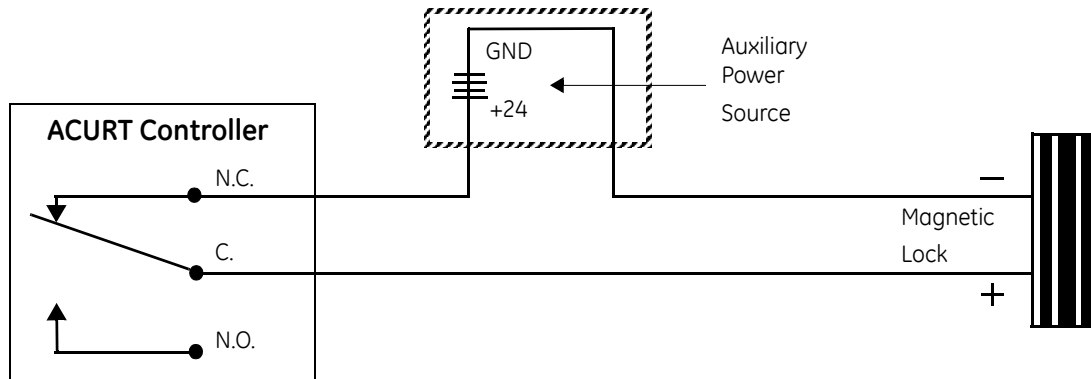 GND
+24
Auxiliary
Power
Source
ACURT Controller
N.C.
C.
N.O.
–
Magnetic
Lock
+